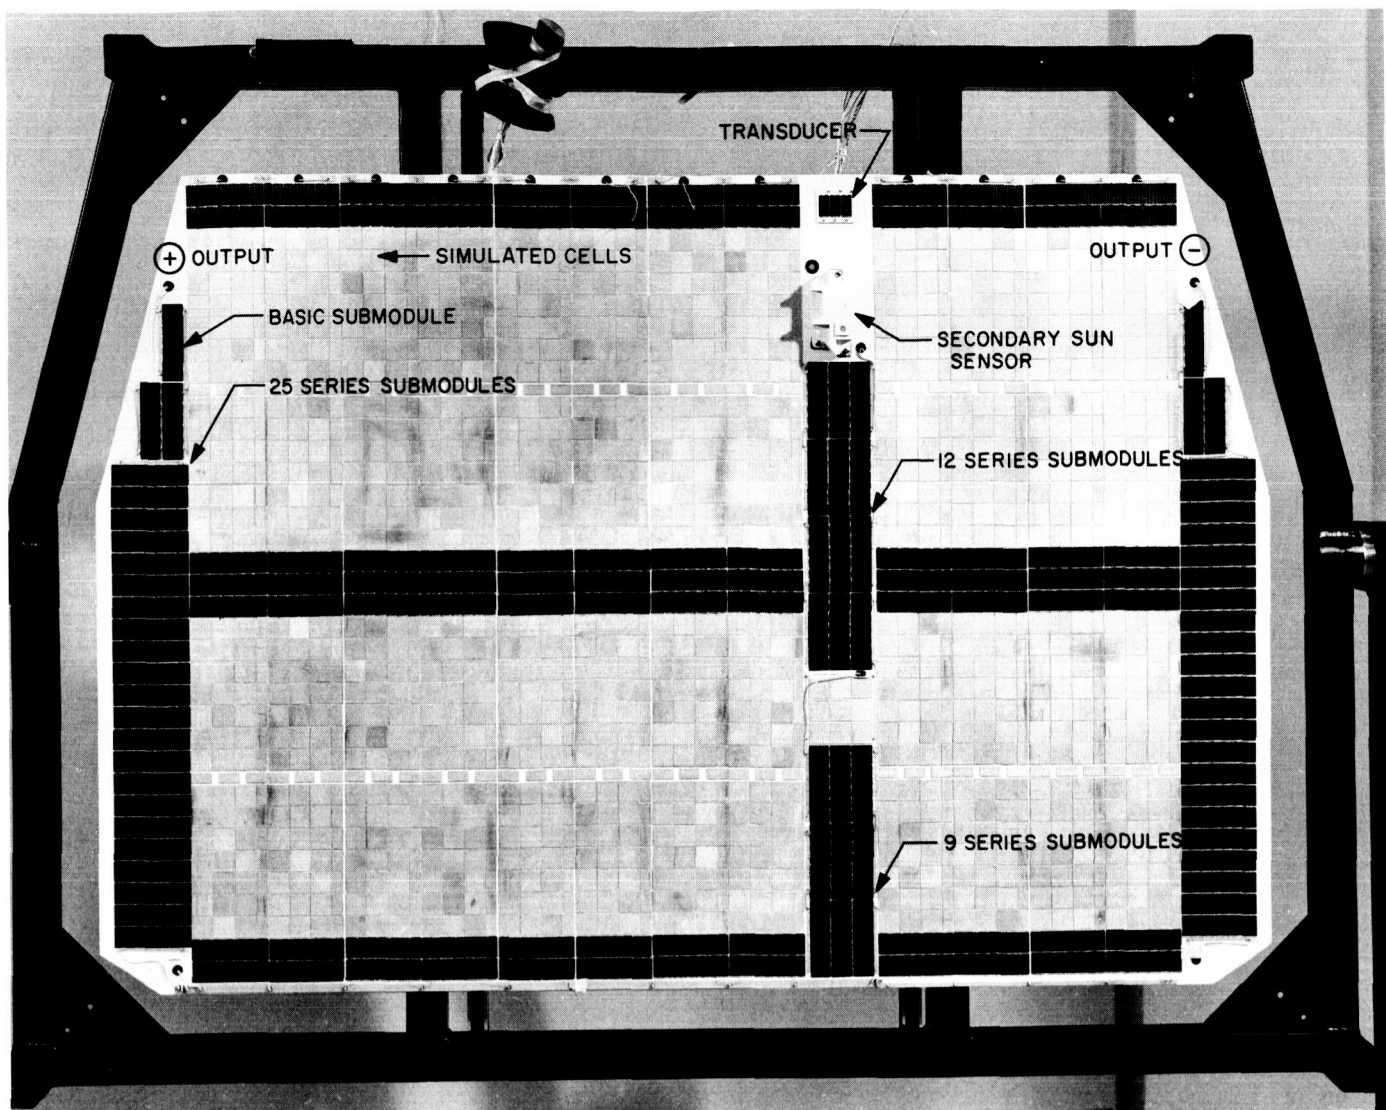 TRANSDUCER
+ OUTPUT
SIMULATED CELLS
OUTPUT −
BASIC SUBMODULE
SECONDARY SUN
SENSOR
25 SERIES SUBMODULES
12 SERIES SUBMODULES
9 SERIES SUBMODULES